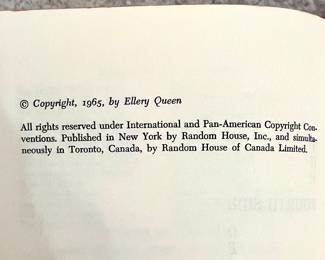 © Copyright, 1965, by Ellery Queen
All rights reserved under International and Pan-American Copyright Con-
ventions. Published in New York by Random House, Inc., and simulta-
neously in Toronto, Canada, by Random House of Canada Limited.